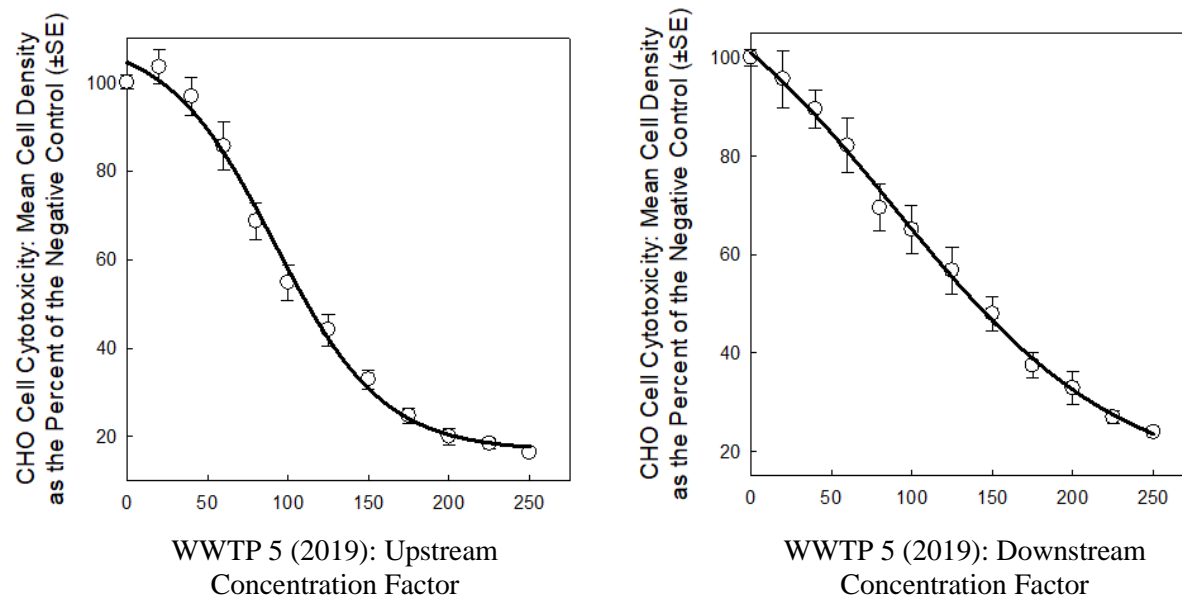 CHO Cell Cytotoxicity: Mean Cell Density
as the Percent of the Negative Control (±SE)
100
80
60
40
20
0
50
100
150
200
250
WWTP 5 (2019): Upstream
Concentration Factor
CHO Cell Cytotoxicity: Mean Cell Density
as the Percent of the Negative Control (±SE)
100
80
60
40
20
0
50
100
150
200
250
WWTP 5 (2019): Downstream
Concentration Factor